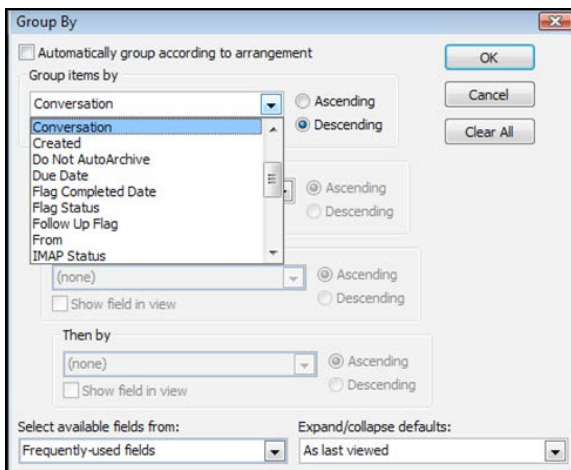 Group By
Automatically group according to arrangement
OK
Group items by
Conversation
Ascending
Cancel
Conversation
Descending
Clear All
Created
Do Not AutoArchive
Due Date
Flag Completed Date
Ascending
Flag Status
Descending
Follow Up Flag
From
IMAP Status
(none)
Ascending
Show field in view
Descending
Then by
(none)
Ascending
Show field in view
Descending
Select available fields from:
Expand/collapse defaults:
Frequently-used fields
As last viewed